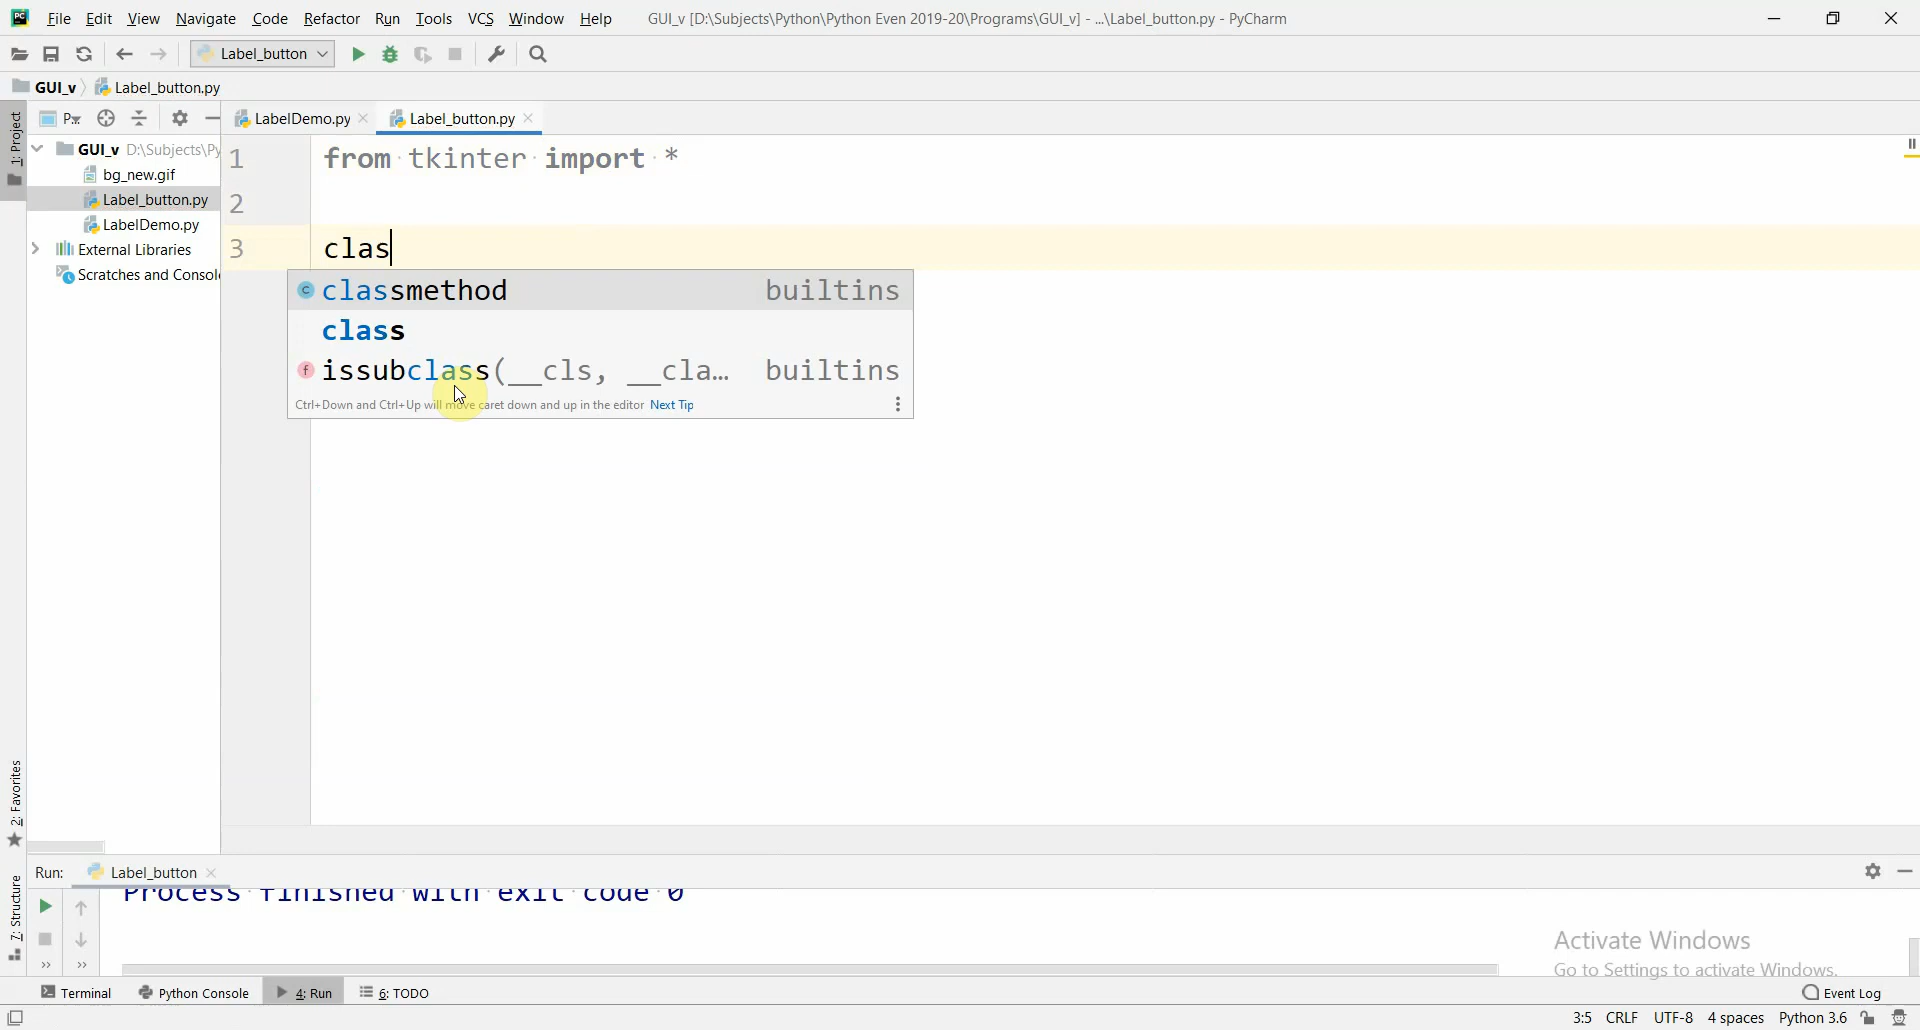 File Edit View Navigate Code Refactor Run Tools VCS Window Help GUI_v [D:\Subjects\Python\Python Even 2019-20\Programs\GUI_v] - ...\Label_button.py - PyCharm
Label_button
GUI_v Label_button.py
1: Project
P...
LabelDemo.py
Label_button.py
GUI_v D:\Subjects\Py
bg_new.gif
Label_button.py
LabelDemo.py
External Libraries
Scratches and Consol
1 from tkinter import *
2
3 clas
classmethod builtins
class
issubclass(__cls, __cla... builtins
Ctrl+Down and Ctrl+Up will move caret down and up in the editor Next Tip
2: Favorites
7: Structure
Run: Label_button
Process finished with exit code 0
Activate Windows
Go to Settings to activate Windows.
Terminal Python Console 4: Run 6: TODO Event Log
3:5 CRLF UTF-8 4 spaces Python 3.6